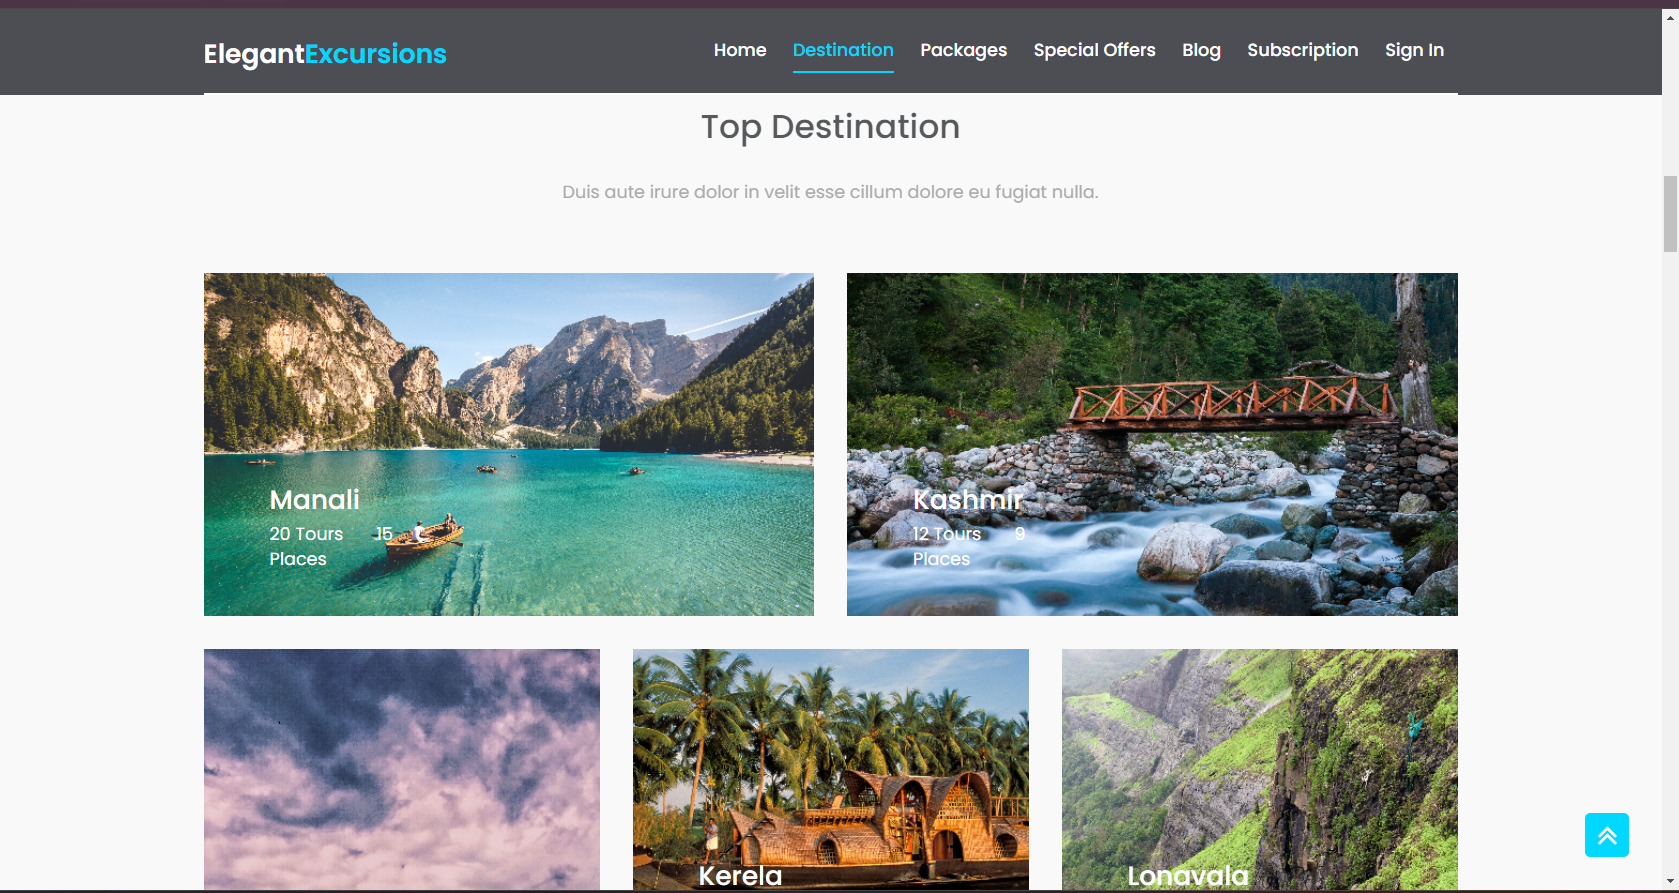 ElegantExcursions
Home Destination Packages Special Offers Blog Subscription Sign In
Top Destination
Duis aute irure dolor in velit esse cillum dolore eu fugiat nulla.
Manali
20 Tours 15
Places
Kashmir
12 Tours 9
Places
Kerela
Lonavala